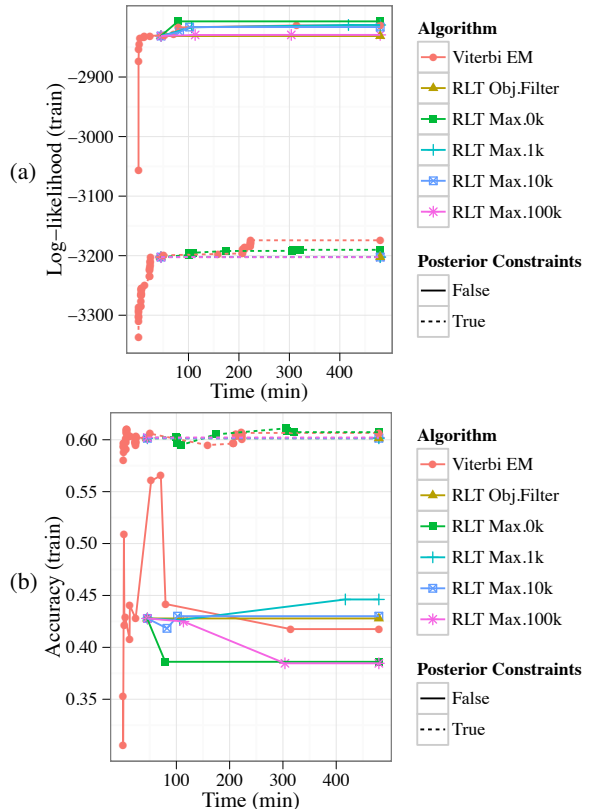 (a)
Log−likelihood (train)
−2900
−3000
−3100
−3200
−3300
100 200 300 400
Time (min)
Algorithm
Viterbi EM
RLT Obj.Filter
RLT Max.0k
RLT Max.1k
RLT Max.10k
RLT Max.100k
Posterior Constraints
False
True
(b)
Accuracy (train)
0.60
0.55
0.50
0.45
0.40
0.35
100 200 300 400
Time (min)
Algorithm
Viterbi EM
RLT Obj.Filter
RLT Max.0k
RLT Max.1k
RLT Max.10k
RLT Max.100k
Posterior Constraints
False
True